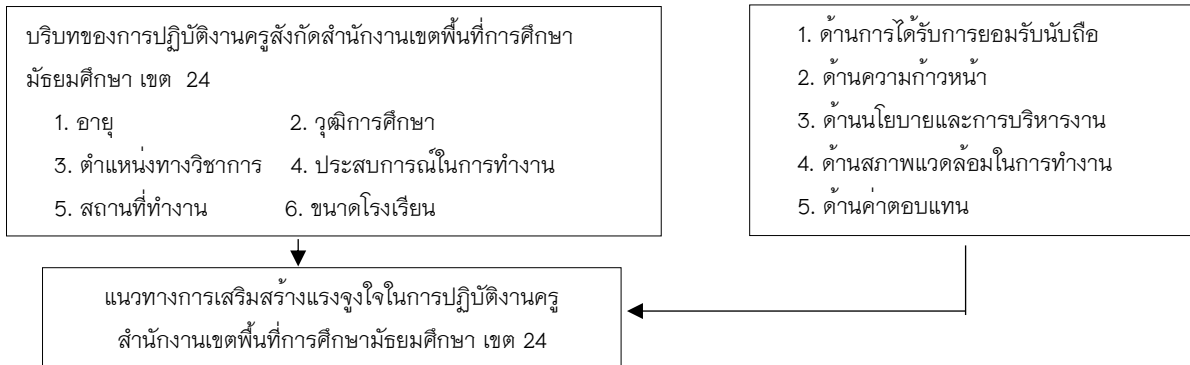 บริบทของการปฏิบัติงานครูสังกัดสำนักงานเขตพื้นที่การศึกษา
มัธยมศึกษา เขต 24
1. อายุ 2. วุฒิการศึกษา
3. ตำแหน่งทางวิชาการ 4. ประสบการณ์ในการทำงาน
5. สถานที่ทำงาน 6. ขนาดโรงเรียน
1. ด้านการได้รับการยอมรับนับถือ
2. ด้านความก้าวหน้า
3. ด้านนโยบายและการบริหารงาน
4. ด้านสภาพแวดล้อมในการทำงาน
5. ด้านค่าตอบแทน
แนวทางการเสริมสร้างแรงจูงใจในการปฏิบัติงานครู
สำนักงานเขตพื้นที่การศึกษามัธยมศึกษา เขต 24